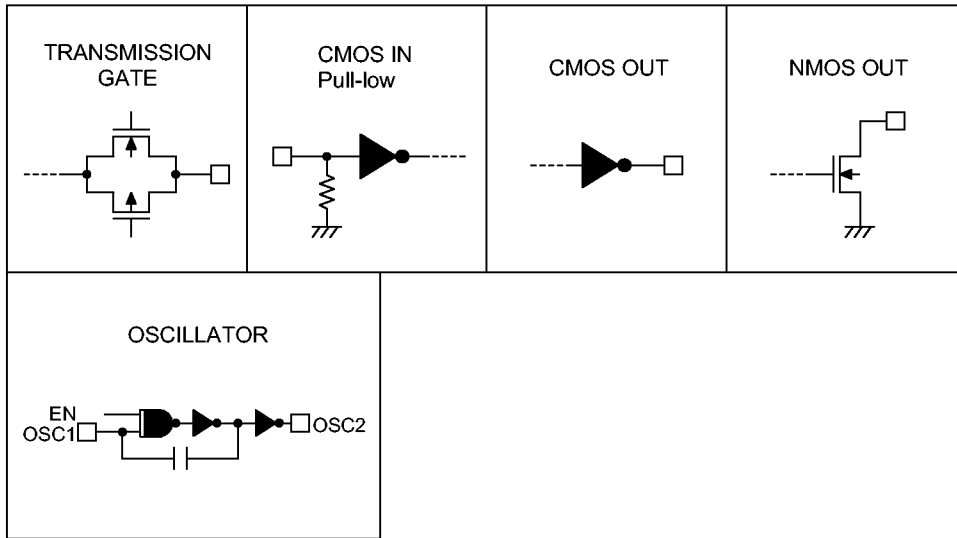 TRANSMISSION
GATE
CMOS IN
Pull-low
CMOS OUT
NMOS OUT
OSCILLATOR
EN
OSC1
OSC2